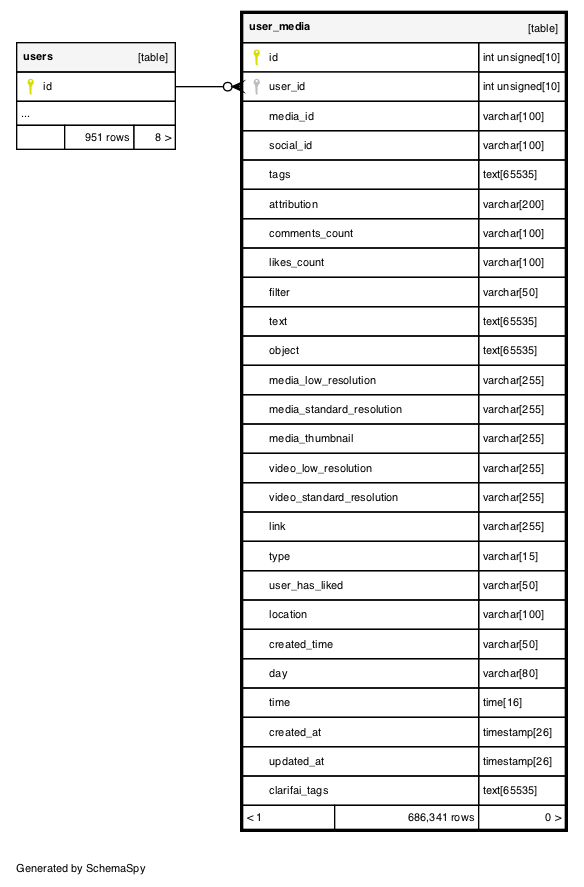 users [table]
id
...
951 rows 8 >
user_media [table]
id int unsigned[10]
user_id int unsigned[10]
media_id varchar[100]
social_id varchar[100]
tags text[65535]
attribution varchar[200]
comments_count varchar[100]
likes_count varchar[100]
filter varchar[50]
text text[65535]
object text[65535]
media_low_resolution varchar[255]
media_standard_resolution varchar[255]
media_thumbnail varchar[255]
video_low_resolution varchar[255]
video_standard_resolution varchar[255]
link varchar[255]
type varchar[15]
user_has_liked varchar[50]
location varchar[100]
created_time varchar[50]
day varchar[80]
time time[16]
created_at timestamp[26]
updated_at timestamp[26]
clarifai_tags text[65535]
< 1 686,341 rows 0 >
Generated by SchemaSpy